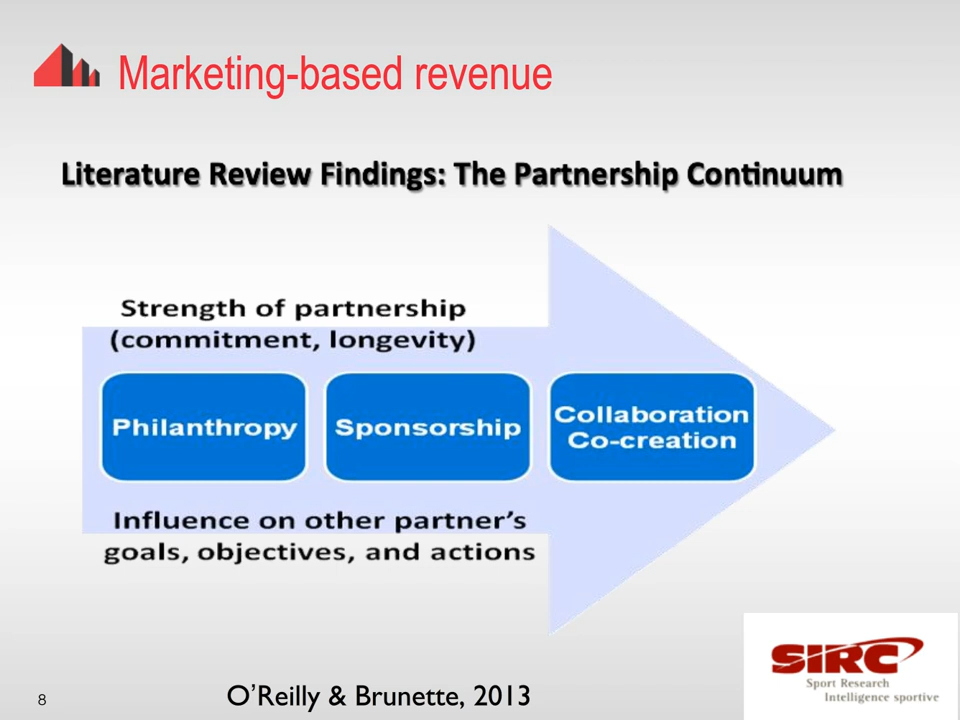 Marketing-based revenue
Literature Review Findings: The Partnership Continuum
Strength of partnership
(commitment, longevity)
Philanthropy
Sponsorship
Collaboration
Co-creation
Influence on other partner's
goals, objectives, and actions
8
O’Reilly & Brunette, 2013
SIRC
Sport Research
Intelligence sportive